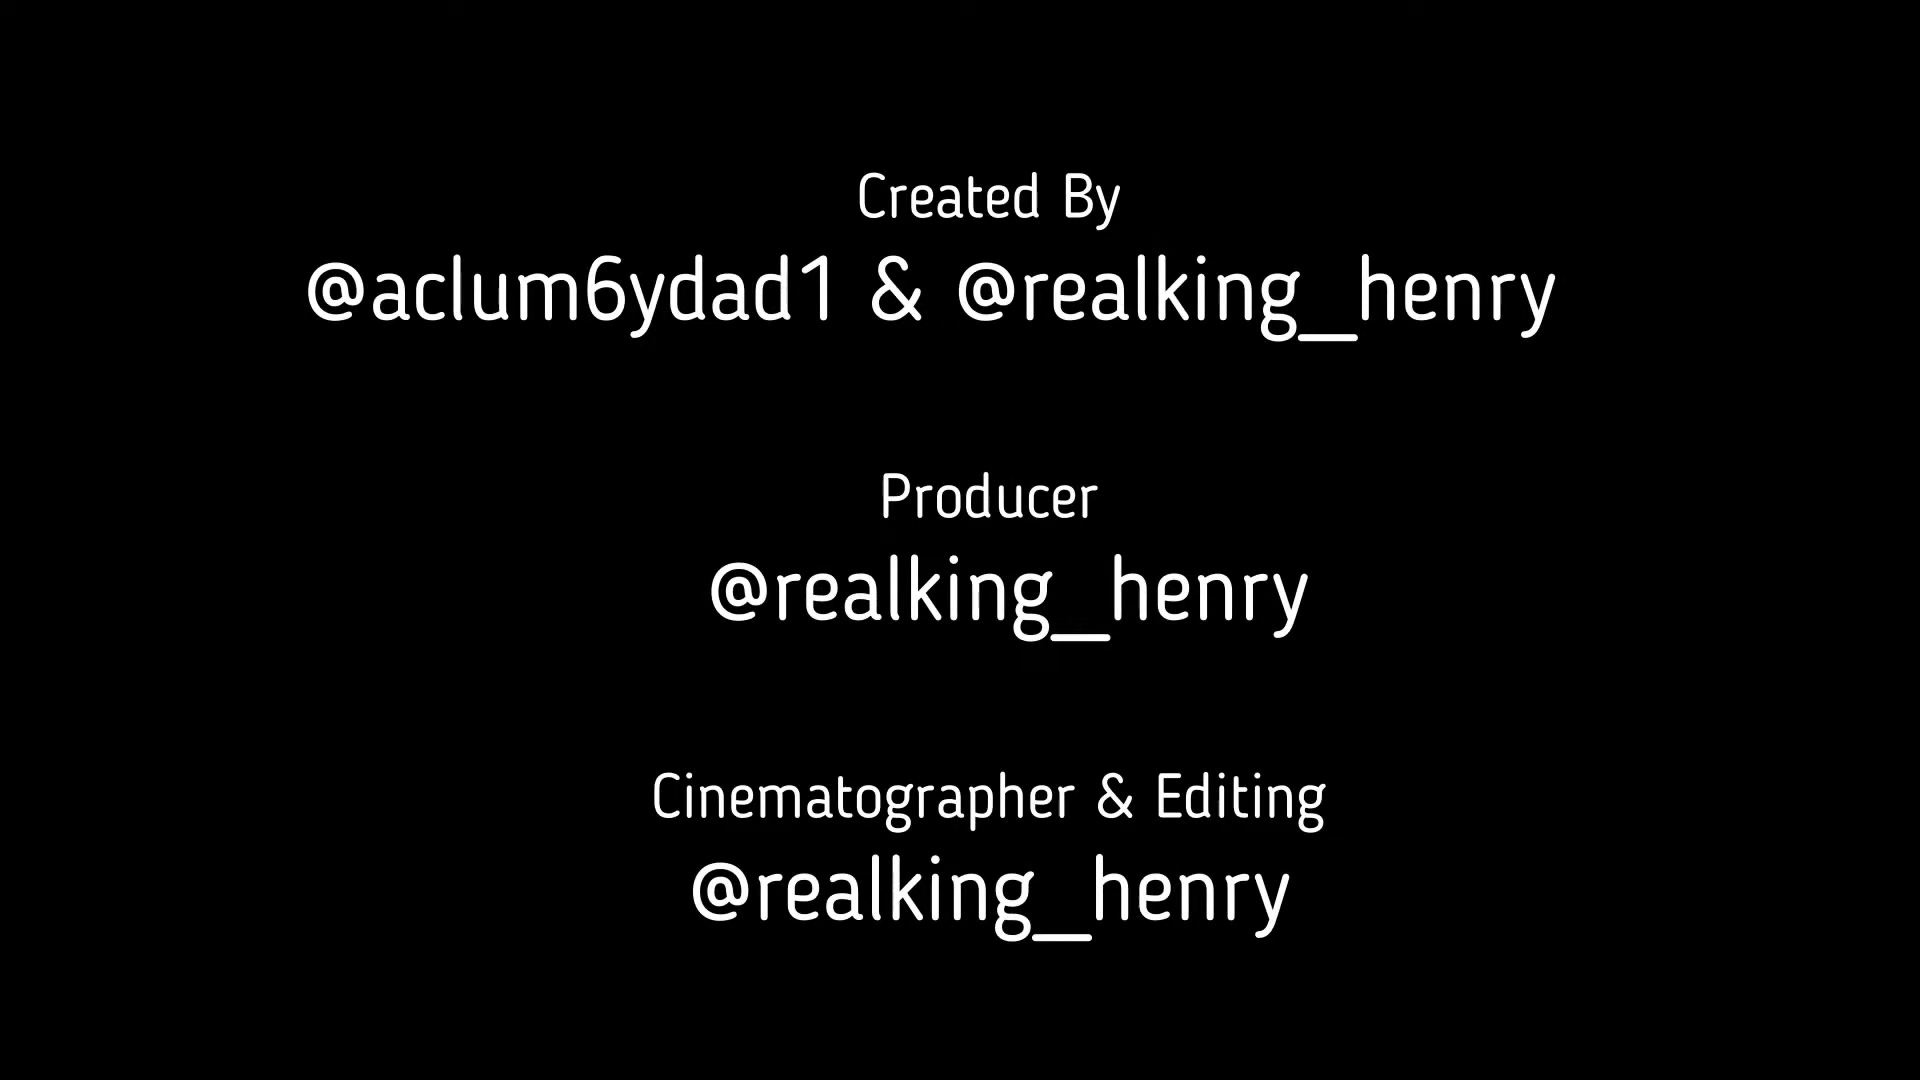 Created By
@aclum6ydad1 & @realking_henry
Producer
@realking_henry
Cinematographer & Editing
@realking_henry